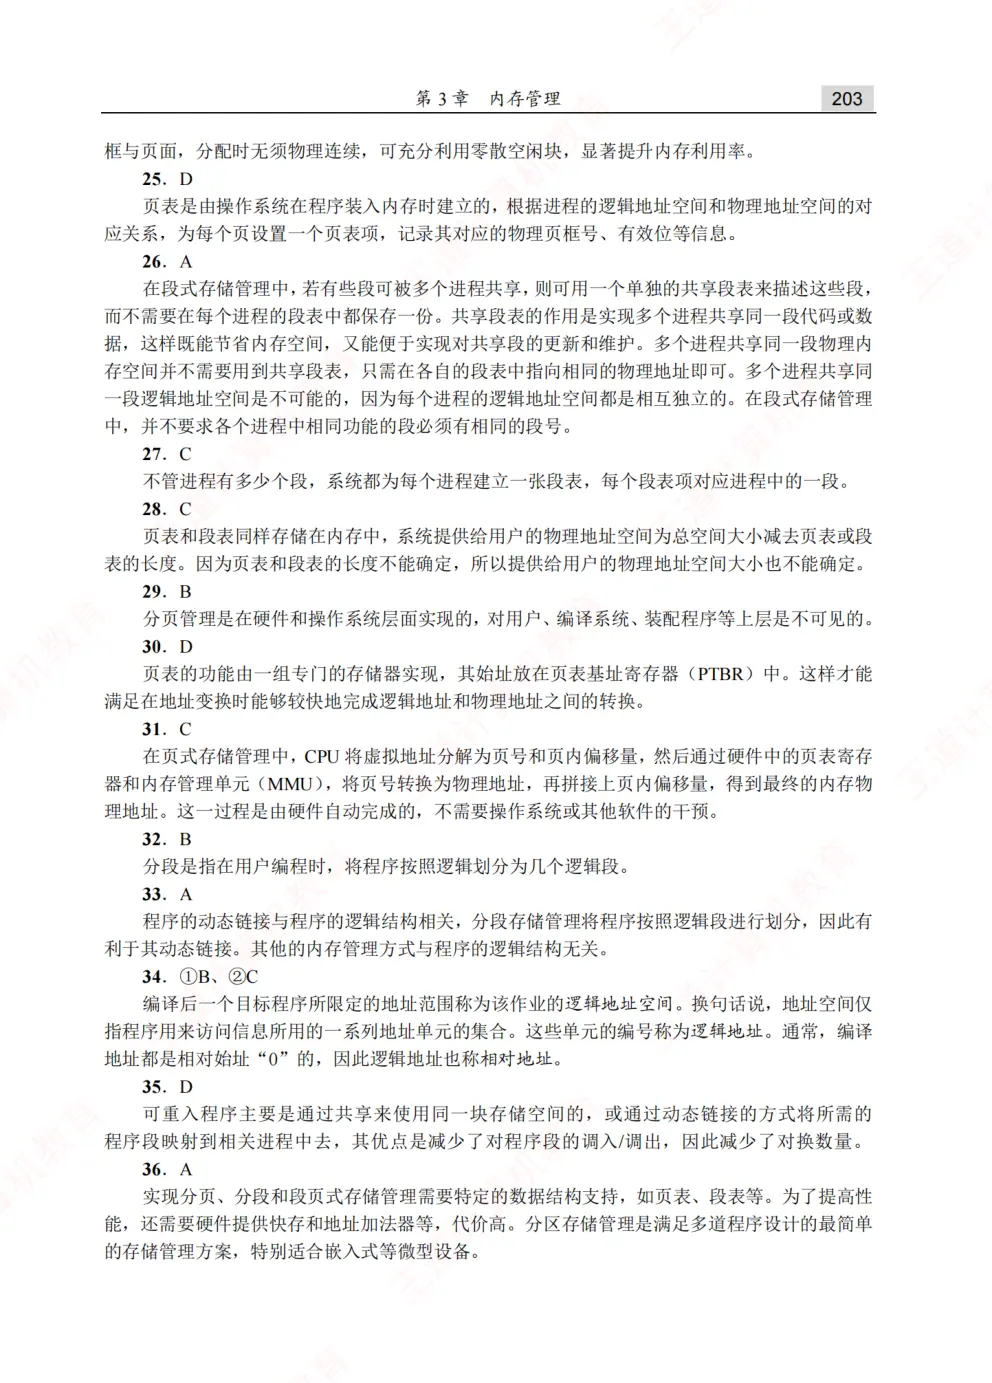 第 3 章 内存管理 203
框与页面，分配时无须物理连续，可充分利用零散空闲块，显著提升内存利用率。
25．D
页表是由操作系统在程序装入内存时建立的，根据进程的逻辑地址空间和物理地址空间的对
应关系，为每个页设置一个页表项，记录其对应的物理页框号、有效位等信息。
26．A
在段式存储管理中，若有些段可被多个进程共享，则可用一个单独的共享段表来描述这些段，
而不需要在每个进程的段表中都保存一份。共享段表的作用是实现多个进程共享同一段代码或数
据，这样既能节省内存空间，又能便于实现对共享段的更新和维护。多个进程共享同一段物理内
存空间并不需要用到共享段表，只需在各自的段表中指向相同的物理地址即可。多个进程共享同
一段逻辑地址空间是不可能的，因为每个进程的逻辑地址空间都是相互独立的。在段式存储管理
中，并不要求各个进程中相同功能的段必须有相同的段号。
27．C
不管进程有多少个段，系统都为每个进程建立一张段表，每个段表项对应进程中的一段。
28．C
页表和段表同样存储在内存中，系统提供给用户的物理地址空间为总空间大小减去页表或段
表的长度。因为页表和段表的长度不能确定，所以提供给用户的物理地址空间大小也不能确定。
29．B
分页管理是在硬件和操作系统层面实现的，对用户、编译系统、装配程序等上层是不可见的。
30．D
页表的功能由一组专门的存储器实现，其始址放在页表基址寄存器（PTBR）中。这样才能
满足在地址变换时能够较快地完成逻辑地址和物理地址之间的转换。
31．C
在页式存储管理中，CPU 将虚拟地址分解为页号和页内偏移量，然后通过硬件中的页表寄存
器和内存管理单元（MMU），将页号转换为物理地址，再拼接上页内偏移量，得到最终的内存物
理地址。这一过程是由硬件自动完成的，不需要操作系统或其他软件的干预。
32．B
分段是指在用户编程时，将程序按照逻辑划分为几个逻辑段。
33．A
程序的动态链接与程序的逻辑结构相关，分段存储管理将程序按照逻辑段进行划分，因此有
利于其动态链接。其他的内存管理方式与程序的逻辑结构无关。
34．①B、②C
编译后一个目标程序所限定的地址范围称为该作业的逻辑地址空间。换句话说，地址空间仅
指程序用来访问信息所用的一系列地址单元的集合。这些单元的编号称为逻辑地址。通常，编译
地址都是相对始址“0”的，因此逻辑地址也称相对地址。
35．D
可重入程序主要是通过共享来使用同一块存储空间的，或通过动态链接的方式将所需的
程序段映射到相关进程中去，其优点是减少了对程序段的调入/调出，因此减少了对换数量。
36．A
实现分页、分段和段页式存储管理需要特定的数据结构支持，如页表、段表等。为了提高性
能，还需要硬件提供快存和地址加法器等，代价高。分区存储管理是满足多道程序设计的最简单
的存储管理方案，特别适合嵌入式等微型设备。